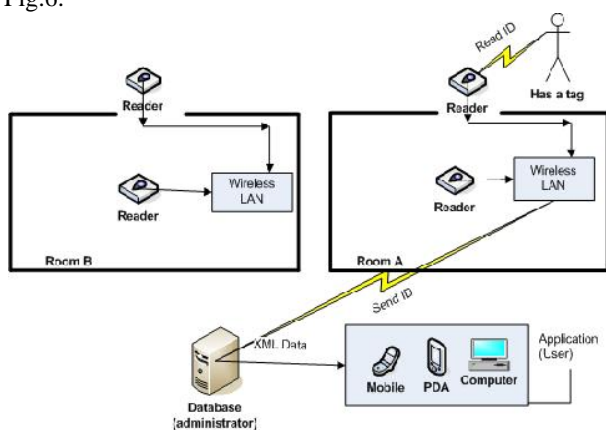 Fig.6.
Read ID
Reader
Reader
Has a tag
Wireless
LAN
Wireless
LAN
Reader
Reader
Room B
Room A
Send ID
XML Data
Application
(User)
Mobile
PDA
Computer
Database
(administrator)